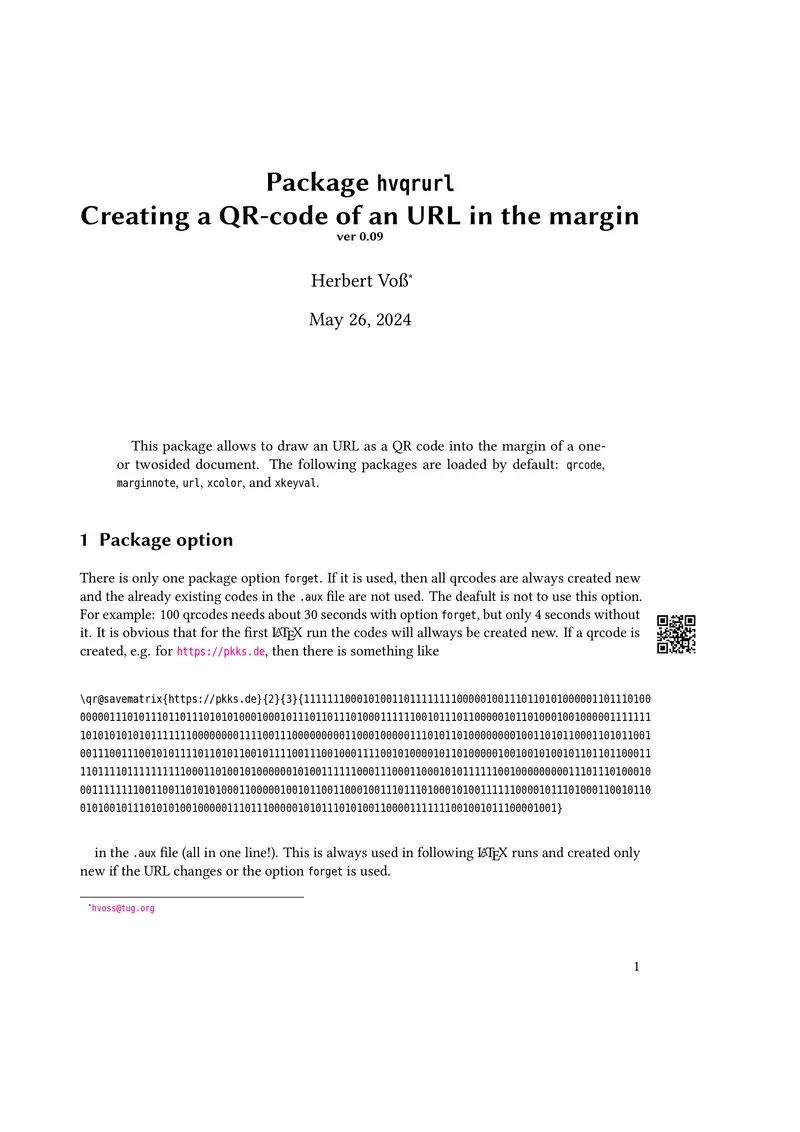 Package hvqrurl
Creating a QR-code of an URL in the margin
ver 0.09
Herbert Voß*
May 26, 2024
This package allows to draw an URL as a QR code into the margin of a one-
or twosided document. The following packages are loaded by default: qrcode,
marginnote, url, xcolor, and xkeyval.
1 Package option
There is only one package option forget. If it is used, then all qrcodes are always created new
and the already existing codes in the .aux file are not used. The deafult is not to use this option.
For example: 100 qrcodes needs about 30 seconds with option forget, but only 4 seconds without
it. It is obvious that for the first LATEX run the codes will allways be created new. If a qrcode is
created, e.g. for https://pkks.de, then there is something like
\qr@savematrix{https://pkks.de}{2}{3}{1111111000101001101111111100000100111011010100000110111010​0
in the .aux file (all in one line!). This is always used in following LATEX runs and created only
new if the URL changes or the option forget is used.
*hvoss@tug.org
1